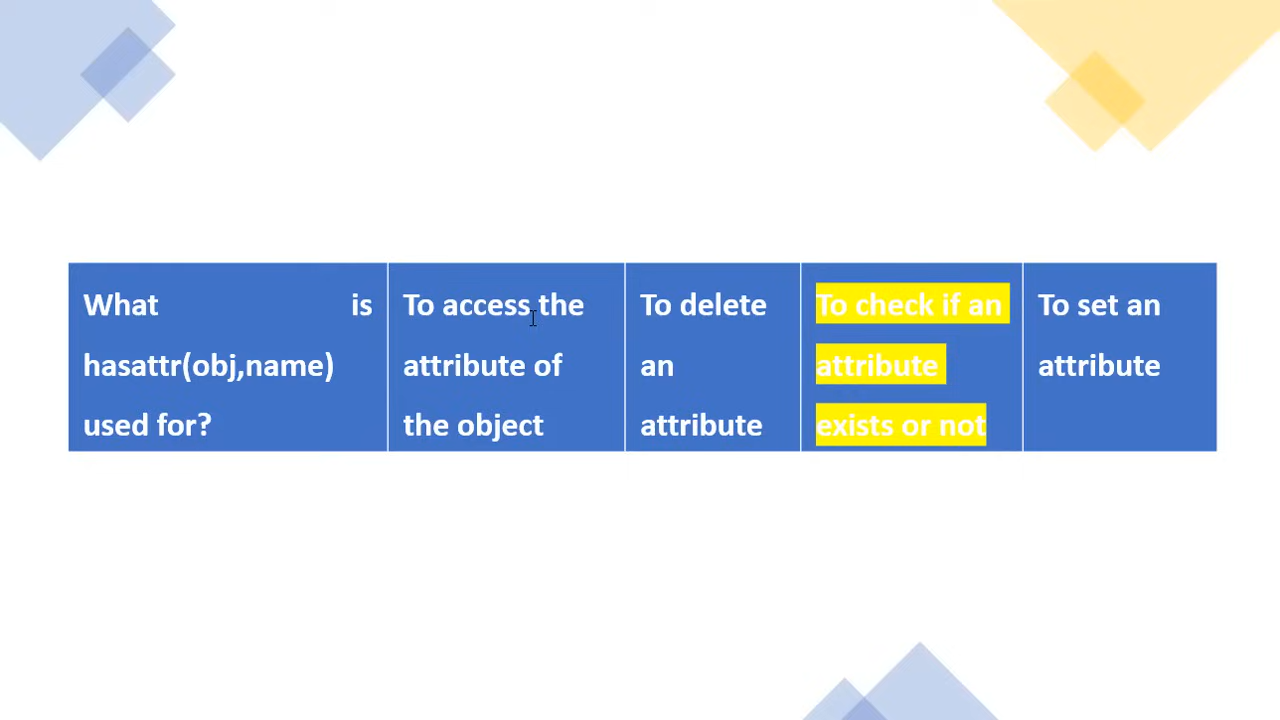 What is
hasattr(obj,name)
used for?
To access the
attribute of
the object
To delete
an
attribute
To check if an
attribute
exists or not
To set an
attribute